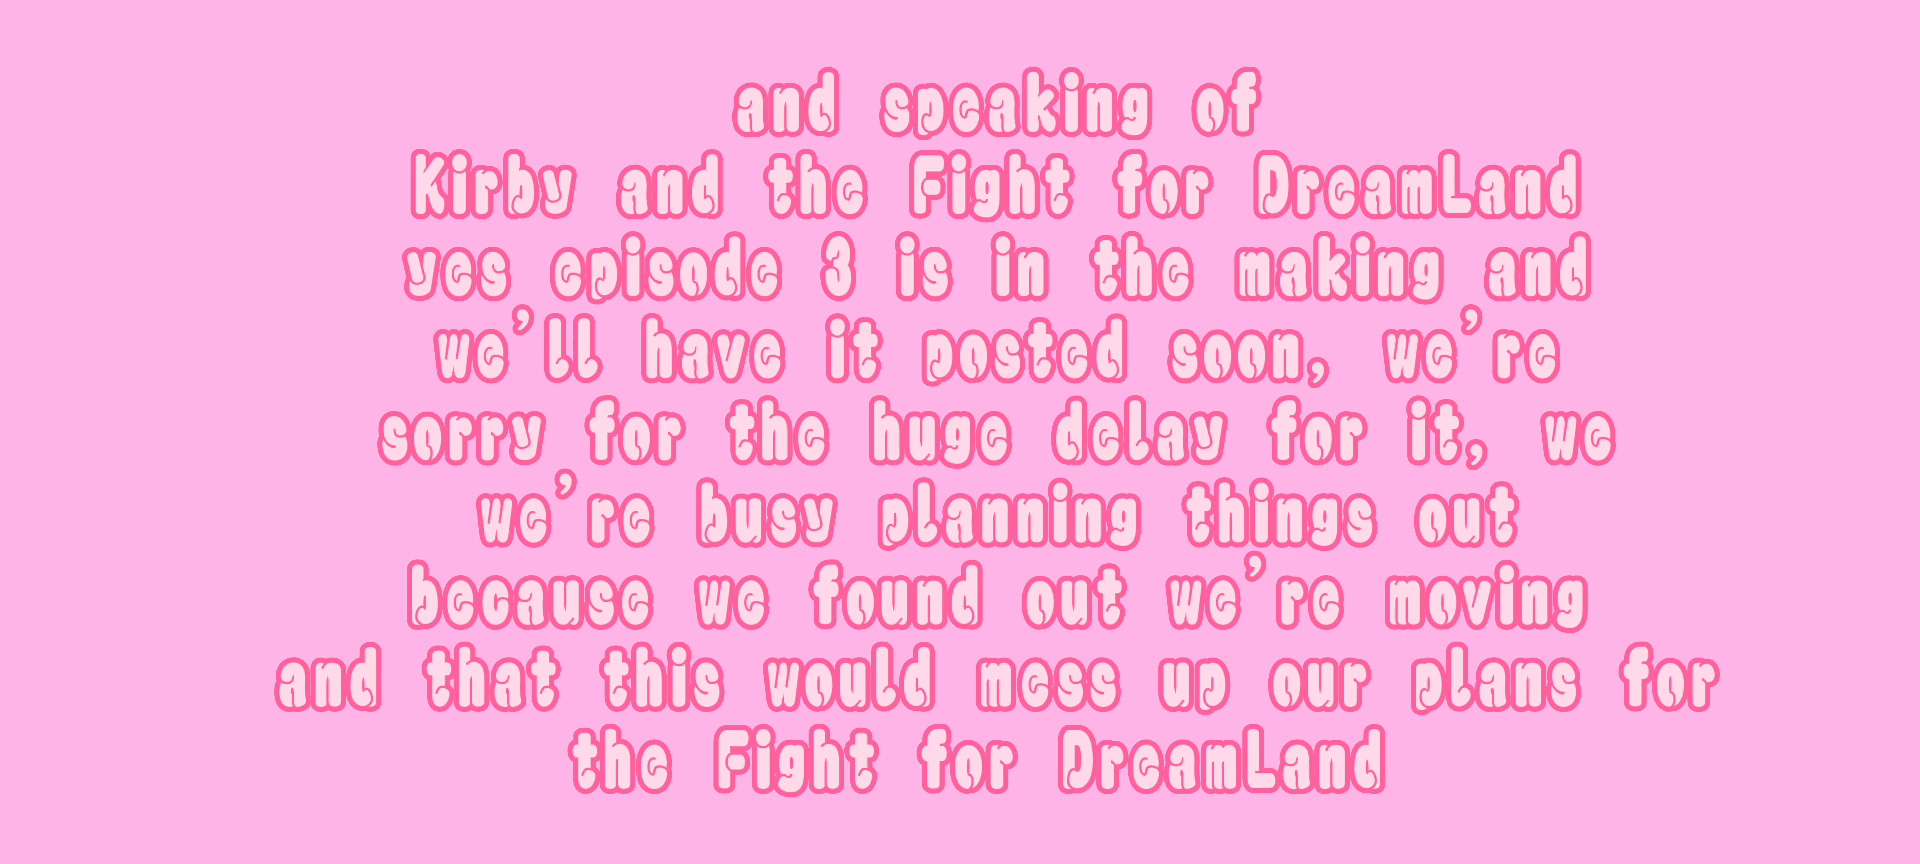 and speaking of
Kirby and the Fight for DreamLand
yes episode 3 is in the making and
we'll have it posted soon, we're
sorry for the huge delay for it, we
we're busy planning things out
because we found out we're moving
and that this would mess up our plans for
the Fight for DreamLand